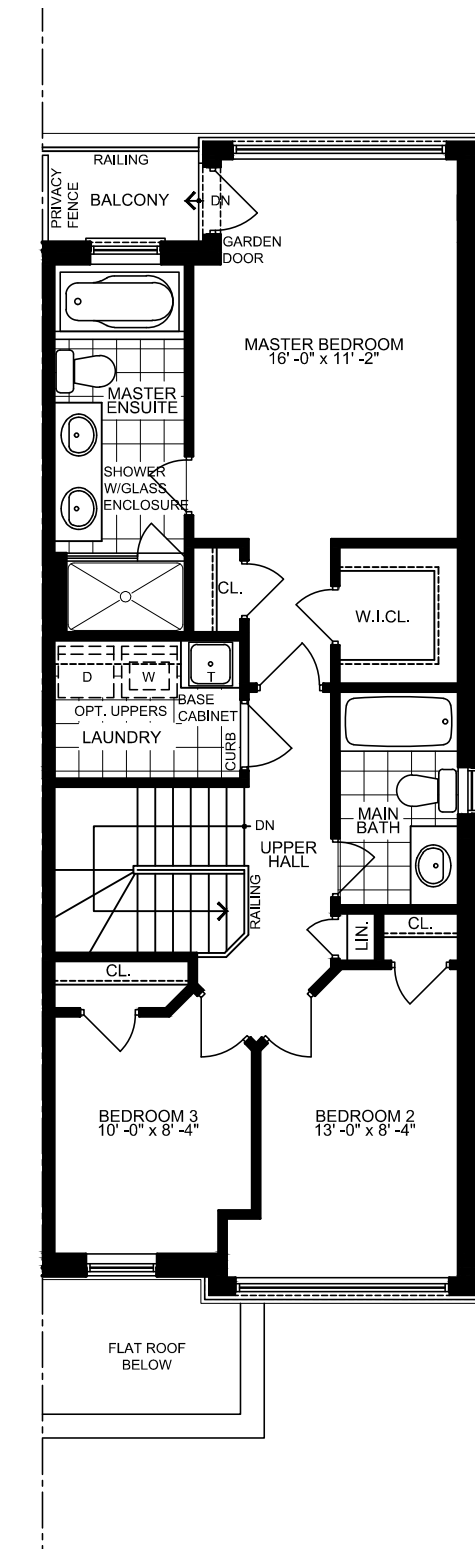 RAILING
PRIVACY
FENCE
BALCONY
DN
GARDEN
DOOR
MASTER BEDROOM
16' -0" x 11' -2"
MASTER
ENSUITE
SHOWER
W/GLASS
ENCLOSURE
CL.
W.I.CL.
D
W
T
OPT. UPPERS
BASE
CABINET
LAUNDRY
CURB
MAIN
BATH
DN
UPPER
HALL
RAILING
LIN.
CL.
CL.
BEDROOM 3
10' -0" x 8' -4"
BEDROOM 2
13' -0" x 8' -4"
FLAT ROOF
BELOW